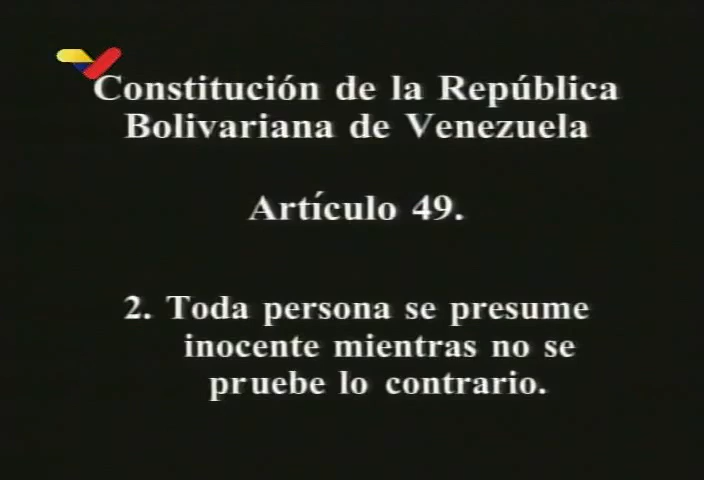 Constitución de la República
Bolivariana de Venezuela
Artículo 49.
2. Toda persona se presume
inocente mientras no se
pruebe lo contrario.